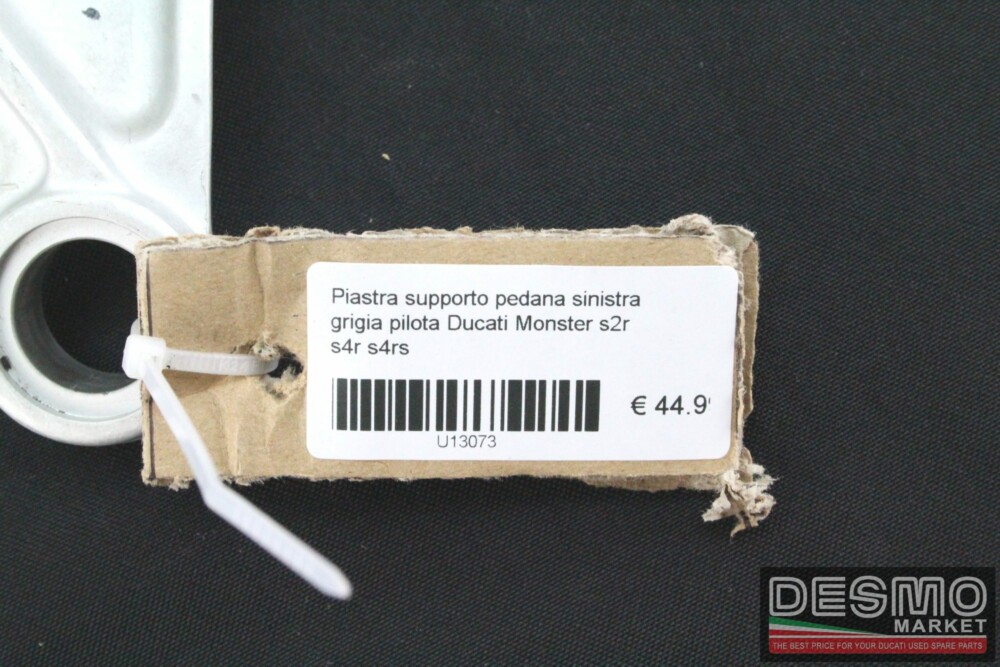 Piastra supporto pedana sinistra
grigia pilota Ducati Monster s2r
s4r s4rs
€ 44.9
U13073
DESMO
MARKET
THE BEST PRICE FOR YOUR DUCATI USED SPARE PARTS